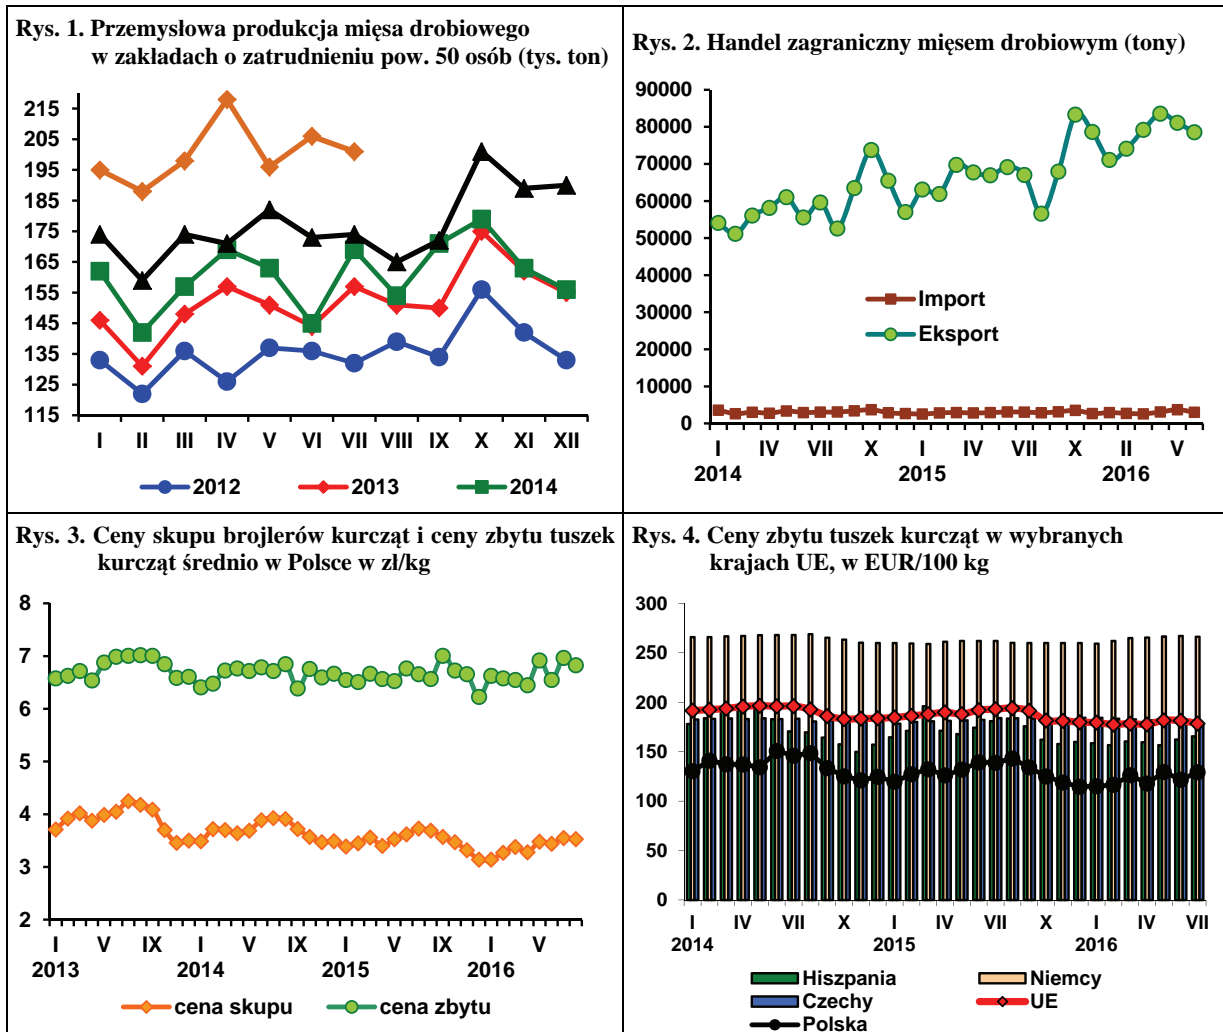 Rys. 1. Przemysłowa produkcja mięsa drobiowego
w zakładach o zatrudnieniu pow. 50 osób (tys. ton)
215
205
195
185
175
165
155
145
135
125
115
I II III IV V VI VII VIII IX X XI XII
2012 2013 2014
Rys. 2. Handel zagraniczny mięsem drobiowym (tony)
90000
80000
70000
60000
50000
40000
30000
20000
10000
0
Import
Eksport
I IV VII X I IV VII X II V
2014 2015 2016
Rys. 3. Ceny skupu brojlerów kurcząt i ceny zbytu tuszek
kurcząt średnio w Polsce w zł/kg
8
7
6
5
4
3
2
I V IX I V IX I V IX I V
2013 2014 2015 2016
cena skupu cena zbytu
Rys. 4. Ceny zbytu tuszek kurcząt w wybranych
krajach UE, w EUR/100 kg
300
250
200
150
100
50
0
I IV VII X I IV VII X I IV VII
2014 2015 2016
Hiszpania Niemcy
Czechy UE
Polska